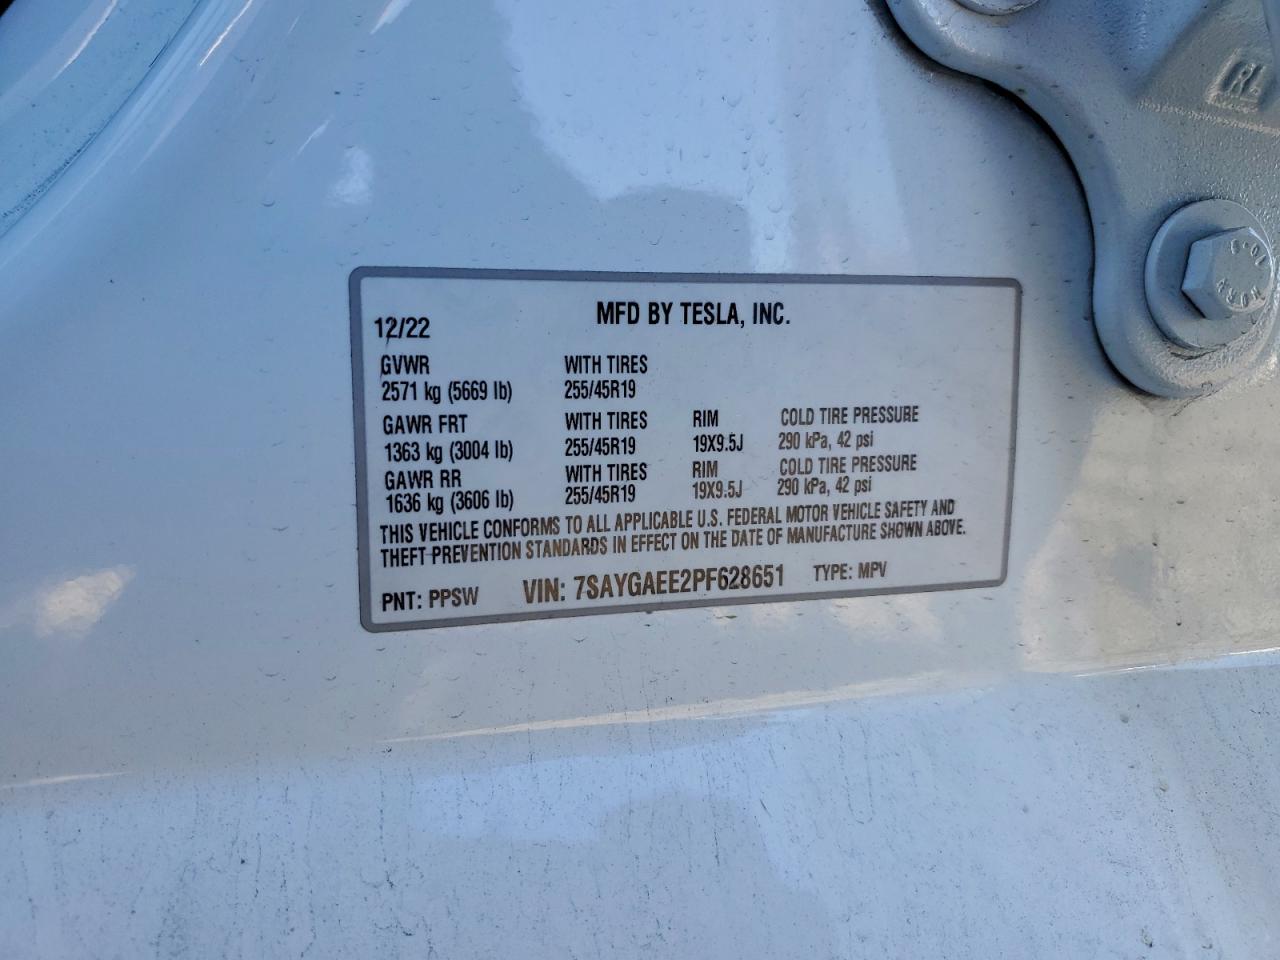 MFD BY TESLA, INC.
12/22
GVWR WITH TIRES
2571 kg (5669 lb) 255/45R19
GAWR FRT WITH TIRES RIM COLD TIRE PRESSURE
1363 kg (3004 lb) 255/45R19 19X9.5J 290 kPa, 42 psi
GAWR RR WITH TIRES RIM COLD TIRE PRESSURE
1636 kg (3606 lb) 255/45R19 19X9.5J 290 kPa, 42 psi
THIS VEHICLE CONFORMS TO ALL APPLICABLE U.S. FEDERAL MOTOR VEHICLE SAFETY AND
THEFT PREVENTION STANDARDS IN EFFECT ON THE DATE OF MANUFACTURE SHOWN ABOVE.
PNT: PPSW VIN: 7SAYGAEE2PF628651 TYPE: MPV
RL